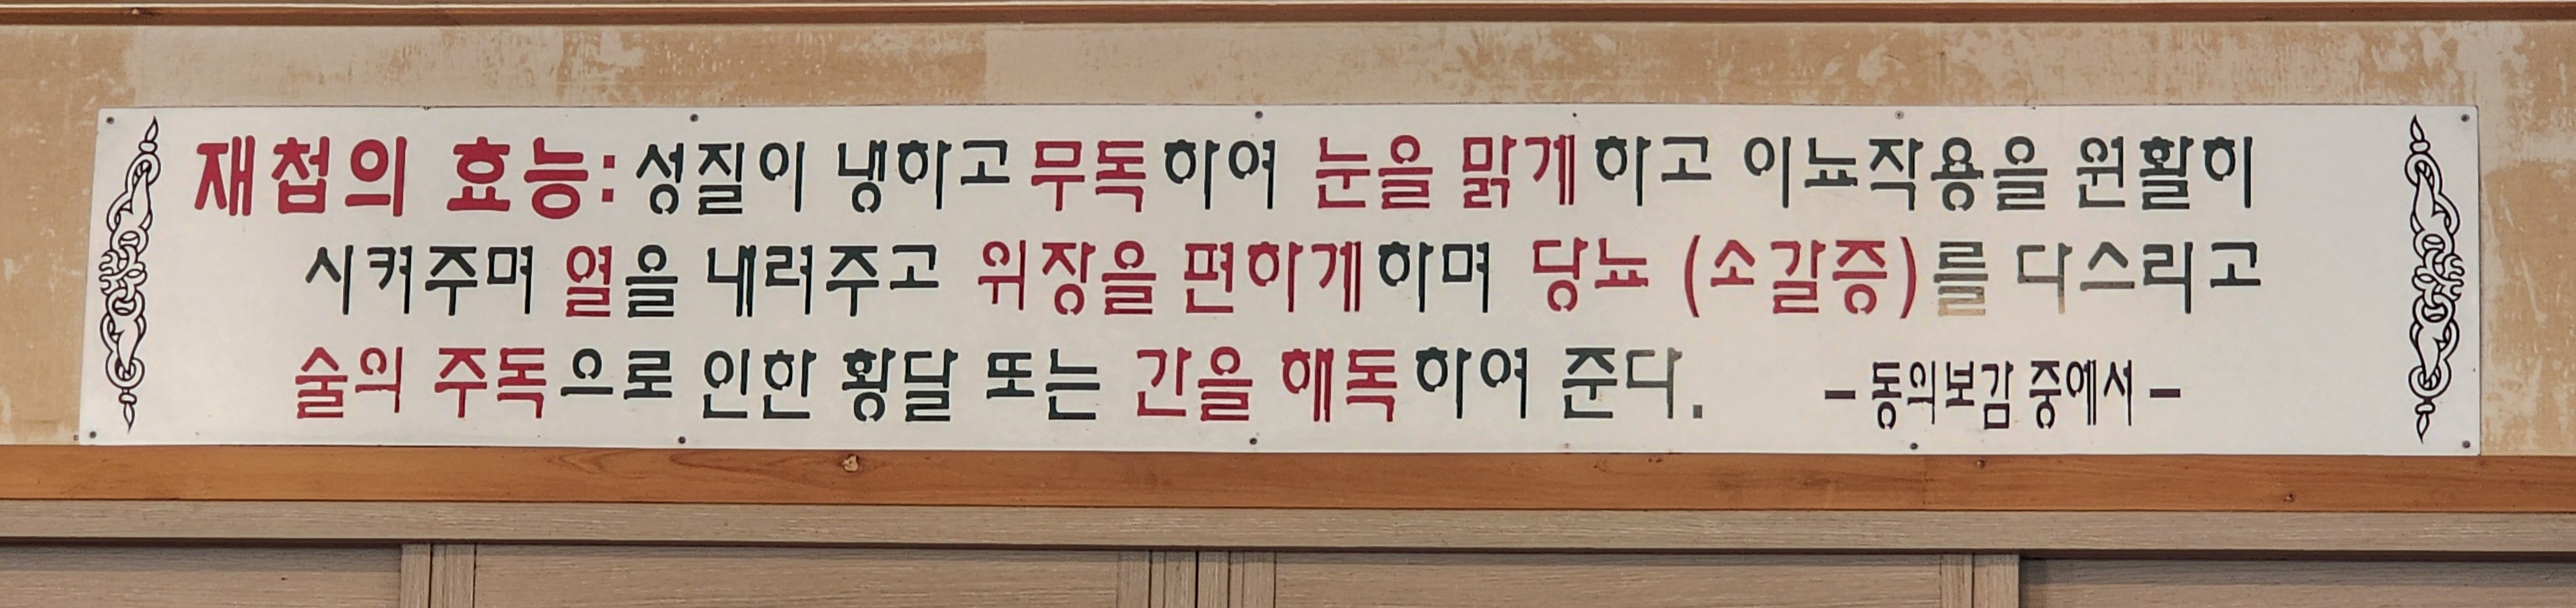 재첩의 효능: 성질이 냉하고 무독하여 눈을 맑게하고 이뇨작용을 원활히
시켜주며 열을 내려주고 위장을 편하게하며 당뇨 (소갈증)를 다스리고
술의 주독으로 인한 황달 또는 간을 해독하여 준다.
- 동의보감 중에서 -